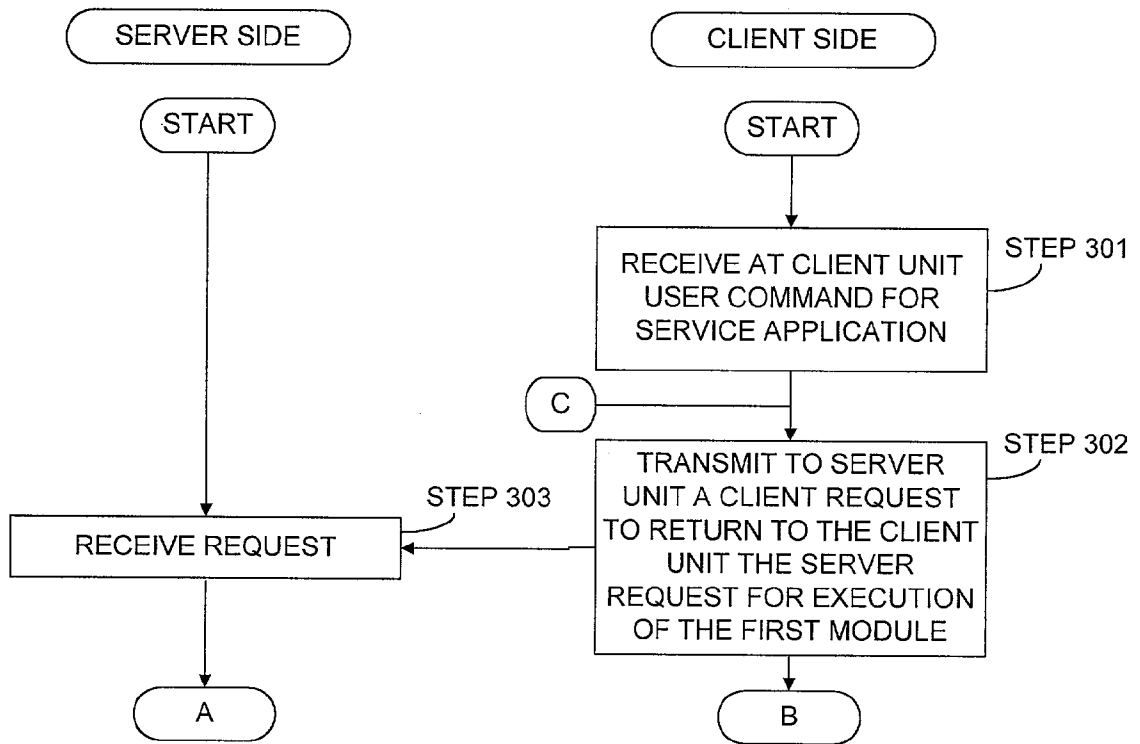 SERVER SIDE
CLIENT SIDE
START
START
RECEIVE AT CLIENT UNIT
USER COMMAND FOR
SERVICE APPLICATION
STEP 301
C
TRANSMIT TO SERVER
UNIT A CLIENT REQUEST
TO RETURN TO THE CLIENT
UNIT THE SERVER
REQUEST FOR EXECUTION
OF THE FIRST MODULE
STEP 302
STEP 303
RECEIVE REQUEST
A
B